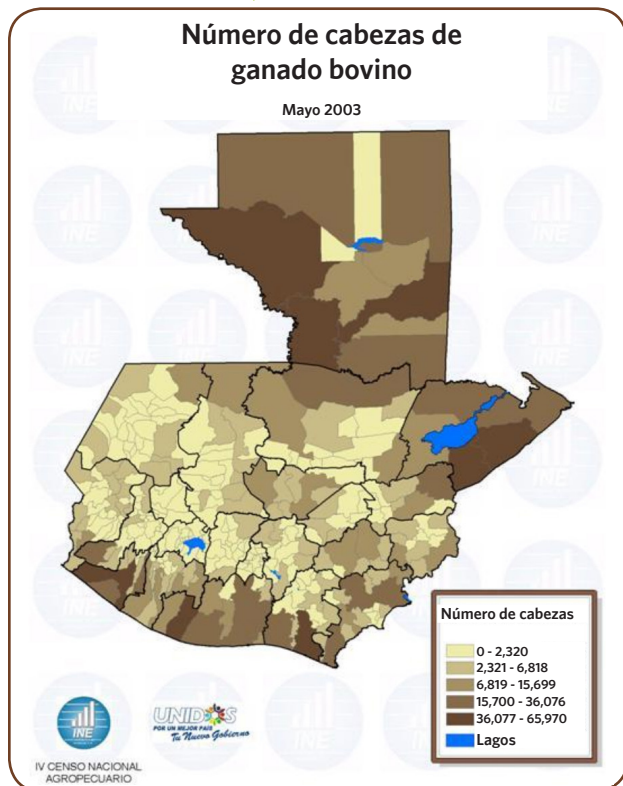 Número de cabezas de
ganado bovino
Mayo 2003
Número de cabezas
0 - 2,320
2,321 - 6,818
6,819 - 15,699
15,700 - 36,076
36,077 - 65,970
Lagos
INE
UNIDOS
POR UN MEJOR PAÍS
Tu Nuevo Gobierno
IV CENSO NACIONAL
AGROPECUARIO